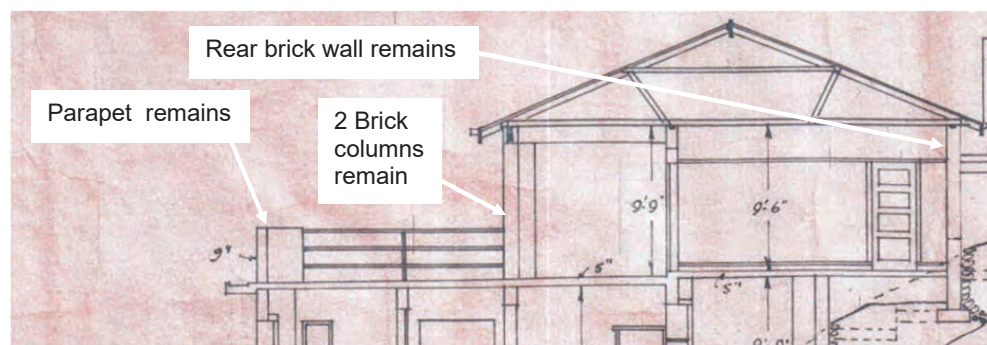 Rear brick wall remains
Parapet remains
2 Brick
columns
remain
9'9"
9'-6"
9"
5"
5"